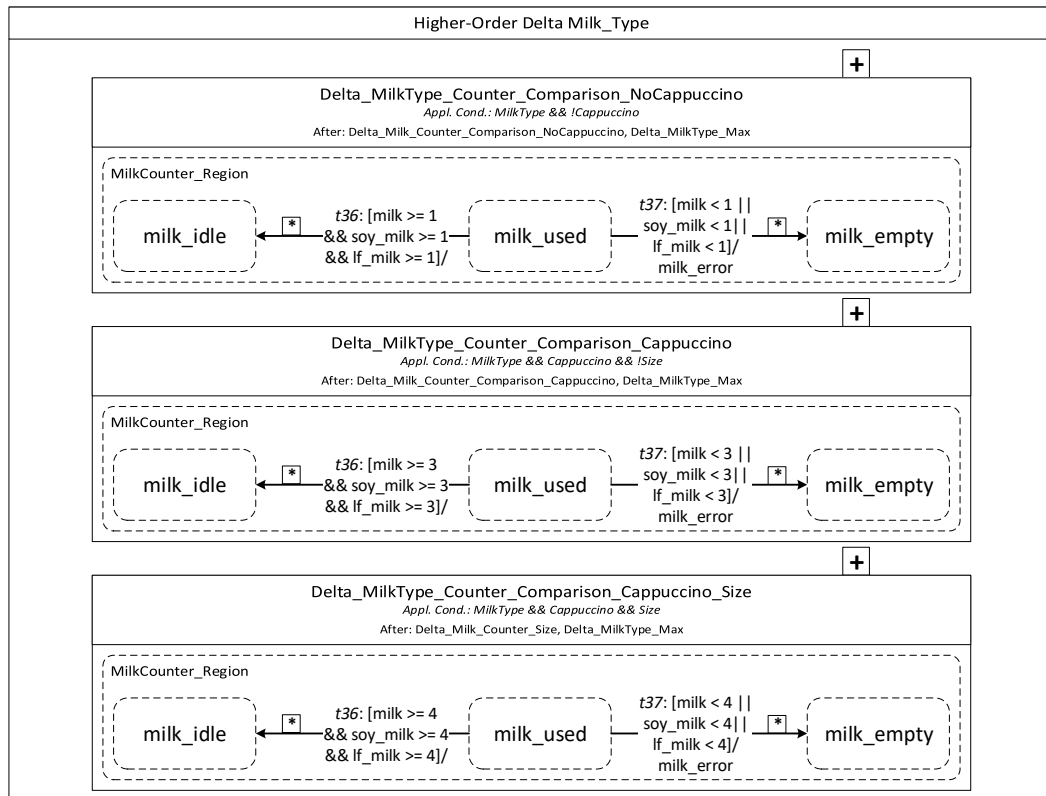 Higher-Order Delta Milk_Type
+
Delta_MilkType_Counter_Comparison_NoCappuccino
Appl. Cond.: MilkType && !Cappuccino
After: Delta_Milk_Counter_Comparison_NoCappuccino, Delta_MilkType_Max
MilkCounter_Region
milk_idle
*
t36: [milk >= 1
&& soy_milk >= 1
&& lf_milk >= 1]/
milk_used
t37: [milk < 1 ||
soy_milk < 1||
lf_milk < 1]/
milk_error
*
milk_empty
+
Delta_MilkType_Counter_Comparison_Cappuccino
Appl. Cond.: MilkType && Cappuccino && !Size
After: Delta_Milk_Counter_Comparison_Cappuccino, Delta_MilkType_Max
MilkCounter_Region
milk_idle
*
t36: [milk >= 3
&& soy_milk >= 3
&& lf_milk >= 3]/
milk_used
t37: [milk < 3 ||
soy_milk < 3||
lf_milk < 3]/
milk_error
*
milk_empty
+
Delta_MilkType_Counter_Comparison_Cappuccino_Size
Appl. Cond.: MilkType && Cappuccino && Size
After: Delta_Milk_Counter_Size, Delta_MilkType_Max
MilkCounter_Region
milk_idle
*
t36: [milk >= 4
&& soy_milk >= 4
&& lf_milk >= 4]/
milk_used
t37: [milk < 4 ||
soy_milk < 4||
lf_milk < 4]/
milk_error
*
milk_empty